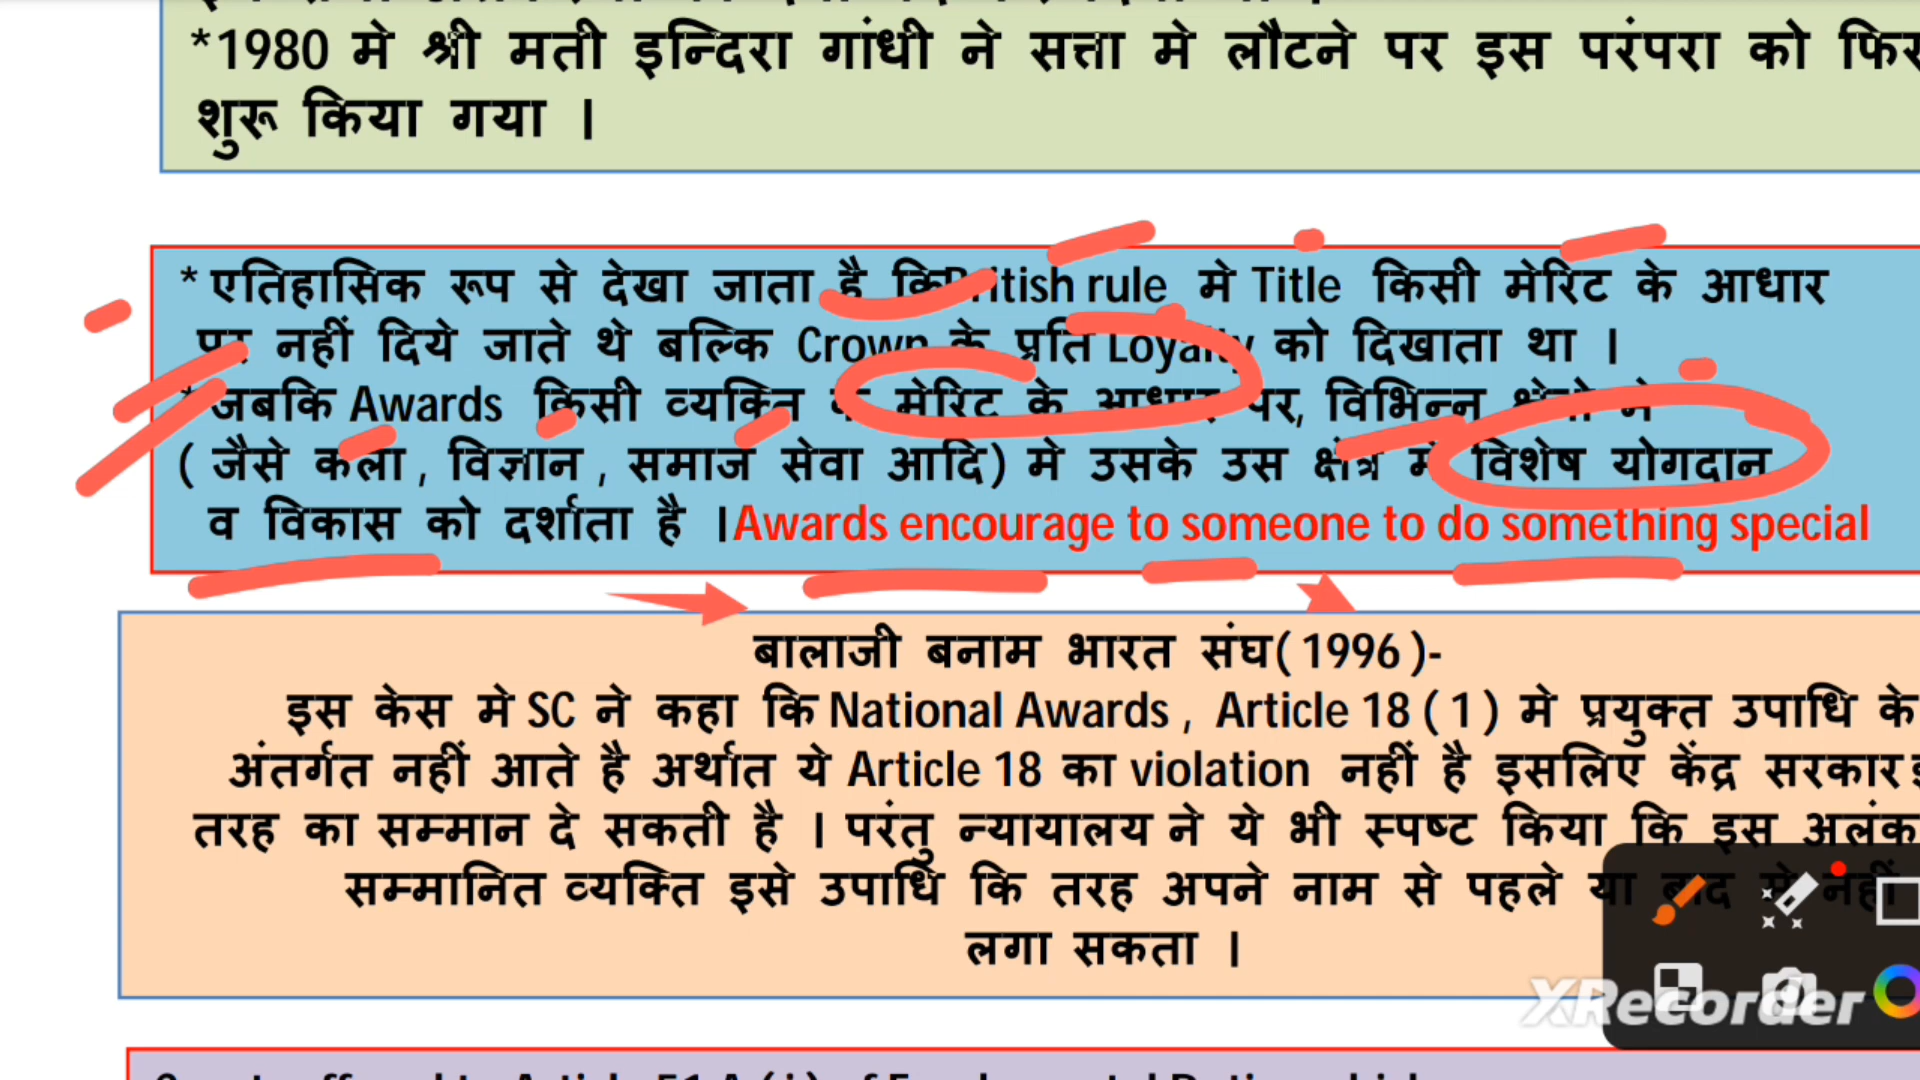 *1980 मे श्री मती इन्दिरा गांधी ने सत्ता मे लौटने पर इस परंपरा को फिर
शुरू किया गया ।
* एतिहासिक रूप से देखा जाता है कि British rule मे Title किसी मेरिट के आधार
पर नहीं दिये जाते थे बल्कि Crown के प्रति Loyalty को दिखाता था ।
*जबकि Awards किसी व्यक्ति के मेरिट के आधार पर, विभिन्न क्षेत्रो मे
( जैसे कला , विज्ञान , समाज सेवा आदि) मे उसके उस क्षेत्र में विशेष योगदान
व विकास को दर्शाता है ।Awards encourage to someone to do something special
बालाजी बनाम भारत संघ( 1996 )-
इस केस मे SC ने कहा कि National Awards , Article 18 ( 1 ) मे प्रयुक्त उपाधि के
अंतर्गत नहीं आते है अर्थात ये Article 18 का violation नहीं है इसलिए केंद्र सरकार
तरह का सम्मान दे सकती है । परंतु न्यायालय ने ये भी स्पष्ट किया कि इस
सम्मानित व्यक्ति इसे उपाधि कि तरह अपने नाम से पहले या बाद मे नहीं
लगा सकता ।
XRecorder